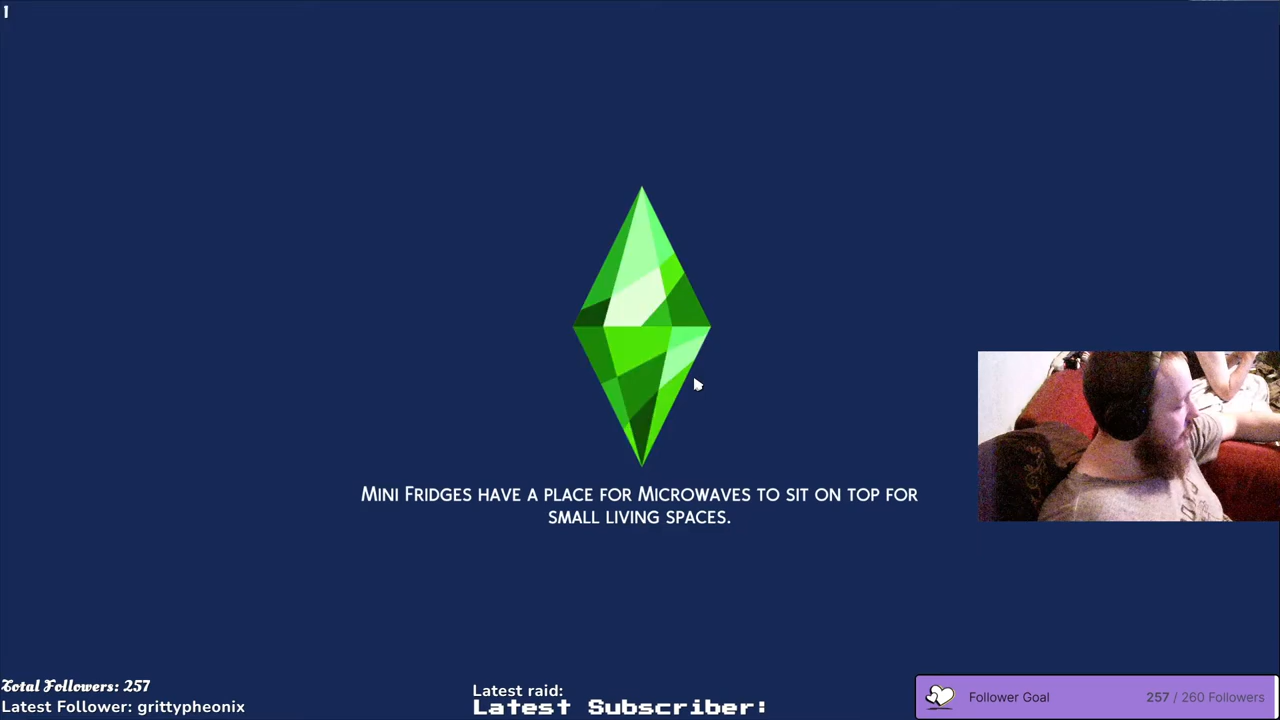 1
MINI FRIDGES HAVE A PLACE FOR MICROWAVES TO SIT ON TOP FOR
SMALL LIVING SPACES.
Total Followers: 257
Latest Follower: grittypheonix
Latest raid:
Latest Subscriber:
Follower Goal 257 / 260 Followers